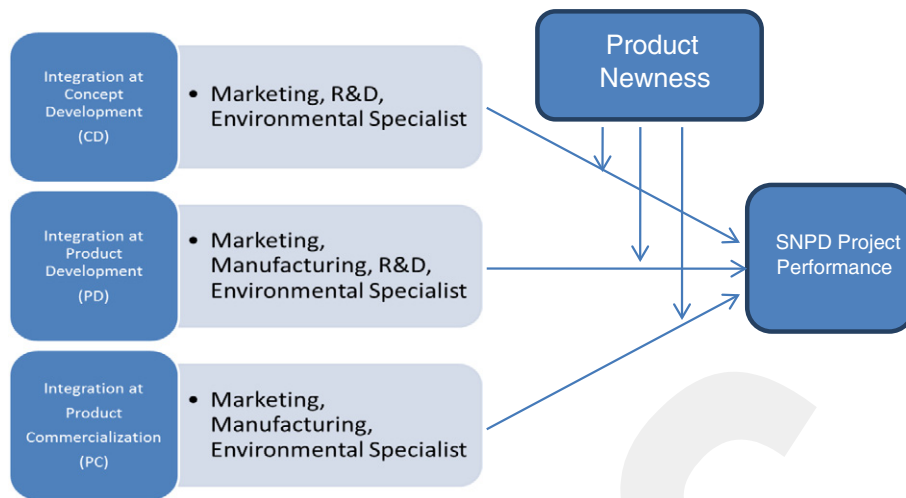 Product
Newness
Integration at
Concept
Development
(CD)
• Marketing, R&D,
Environmental Specialist
Integration at
Product
Development
(PD)
• Marketing,
Manufacturing, R&D,
Environmental Specialist
SNPD Project
Performance
Integration at
Product
Commercialization
(PC)
• Marketing,
Manufacturing,
Environmental Specialist